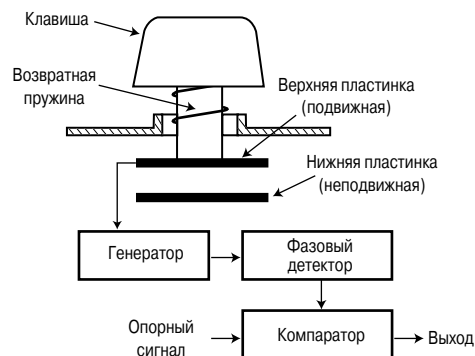 Клавиша
Возвратная
пружина
Верхняя пластинка
(подвижная)
Нижняя пластинка
(неподвижная)
Генератор
Фазовый
детектор
Опорный
сигнал
Компаратор
Выход